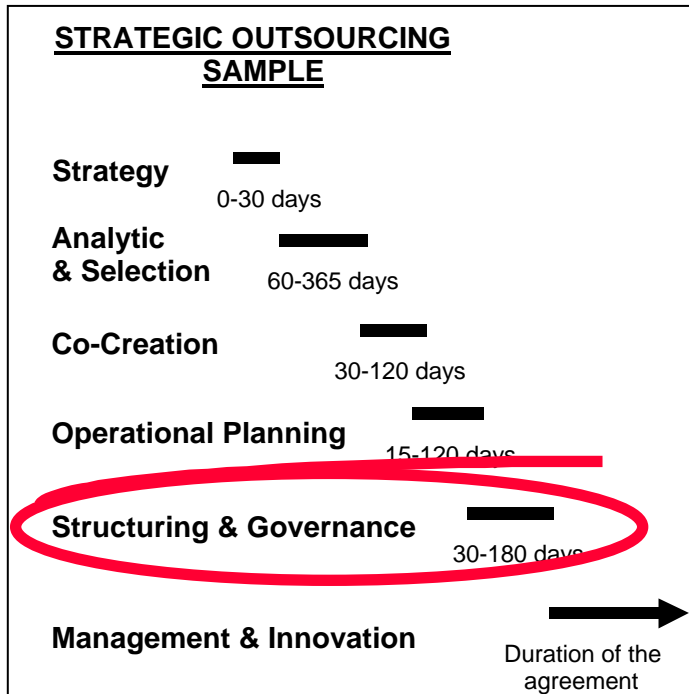 STRATEGIC OUTSOURCING
SAMPLE
Strategy
0-30 days
Analytic
& Selection
60-365 days
Co-Creation
30-120 days
Operational Planning
15-120 days
Structuring & Governance
30-180 days
Management & Innovation
Duration of the
agreement